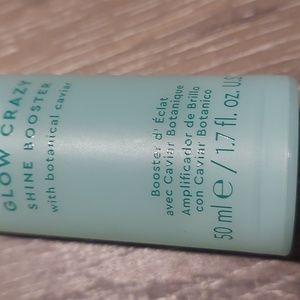 GLOW CRAZY
SHINE BOOSTER
with botanical caviar
Booster d' Éclat
avec Caviar Botanique
Amplificador de Brillo
con Caviar Botanico
50 ml e / 1.7 fl. oz. U.S.